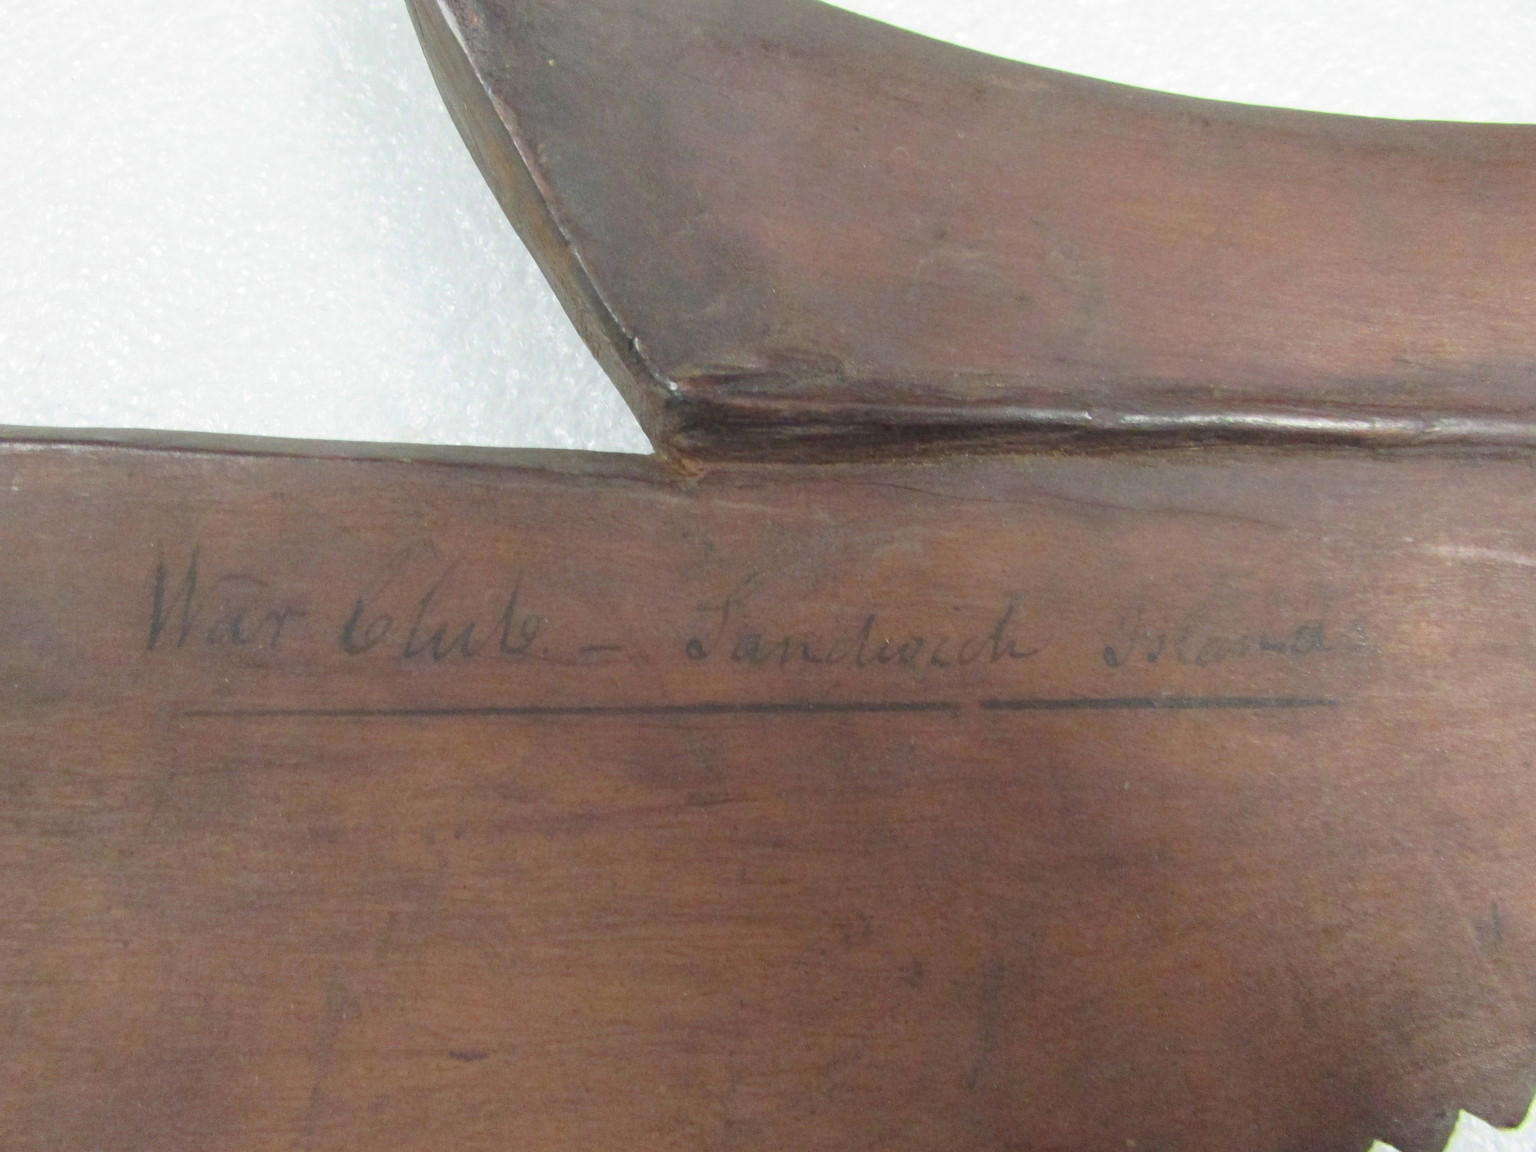 War Club. – Sandwich Islands